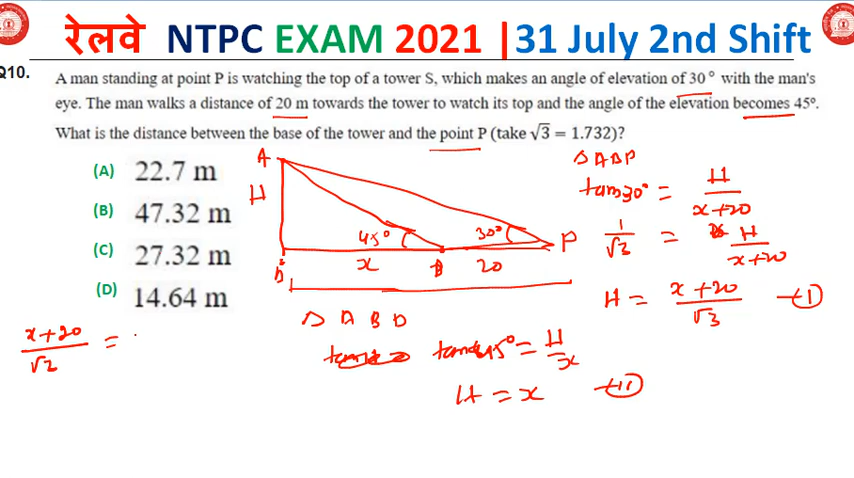 रेलवे NTPC EXAM 2021 | 31 July 2nd Shift
Q10.
A man standing at point P is watching the top of a tower S, which makes an angle of elevation of 30° with the man's
eye. The man walks a distance of 20 m towards the tower to watch its top and the angle of the elevation becomes 45°.
What is the distance between the base of the tower and the point P (take √3 = 1.732)?
(A) 22.7 m
(B) 47.32 m
(C) 27.32 m
(D) 14.64 m
A
H
45°
30°
P
x
20
Δ ABP
tan30° = H/(x+20)
1/√3 = H/(x+20)
H = (x+20)/√3 —(I)
Δ A B D
tan 45° = H/x
H = x —(II)
(x+20)/√2 =